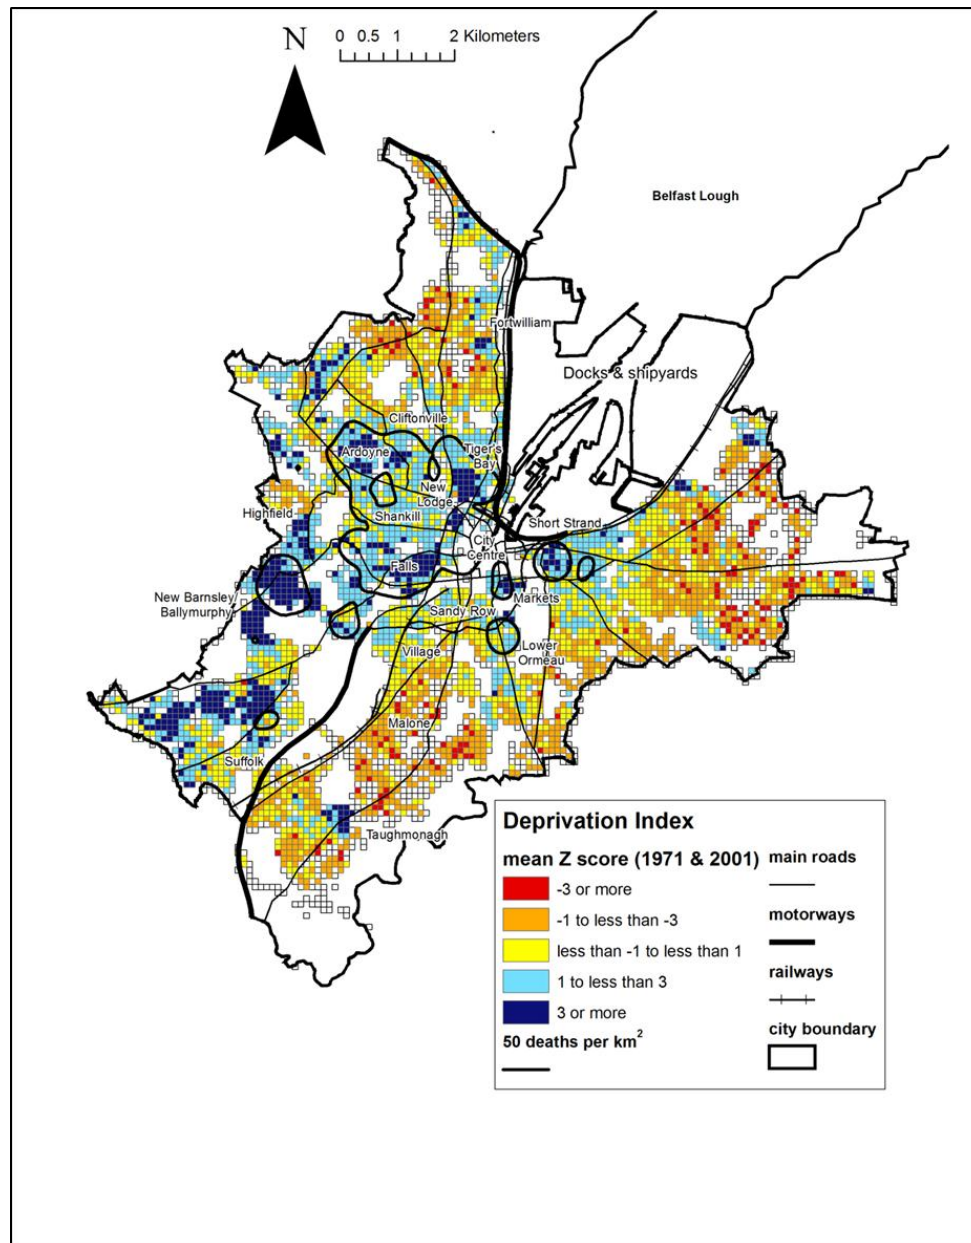 N
0 0.5 1 2 Kilometers
Belfast Lough
Fortwilliam
Docks & shipyards
Cliftonville
Ardoyne
Tiger's
Bay
New
Lodge
Highfield
Shankill
Short Strand
City
Centre
Falls
New Barnsley/
Ballymurphy
Markets
Sandy Row
Village
Lower
Ormeau
Malone
Suffolk
Taughmonagh
Deprivation Index
mean Z score (1971 & 2001)
-3 or more
-1 to less than -3
less than -1 to less than 1
1 to less than 3
3 or more
50 deaths per km²
main roads
motorways
railways
city boundary